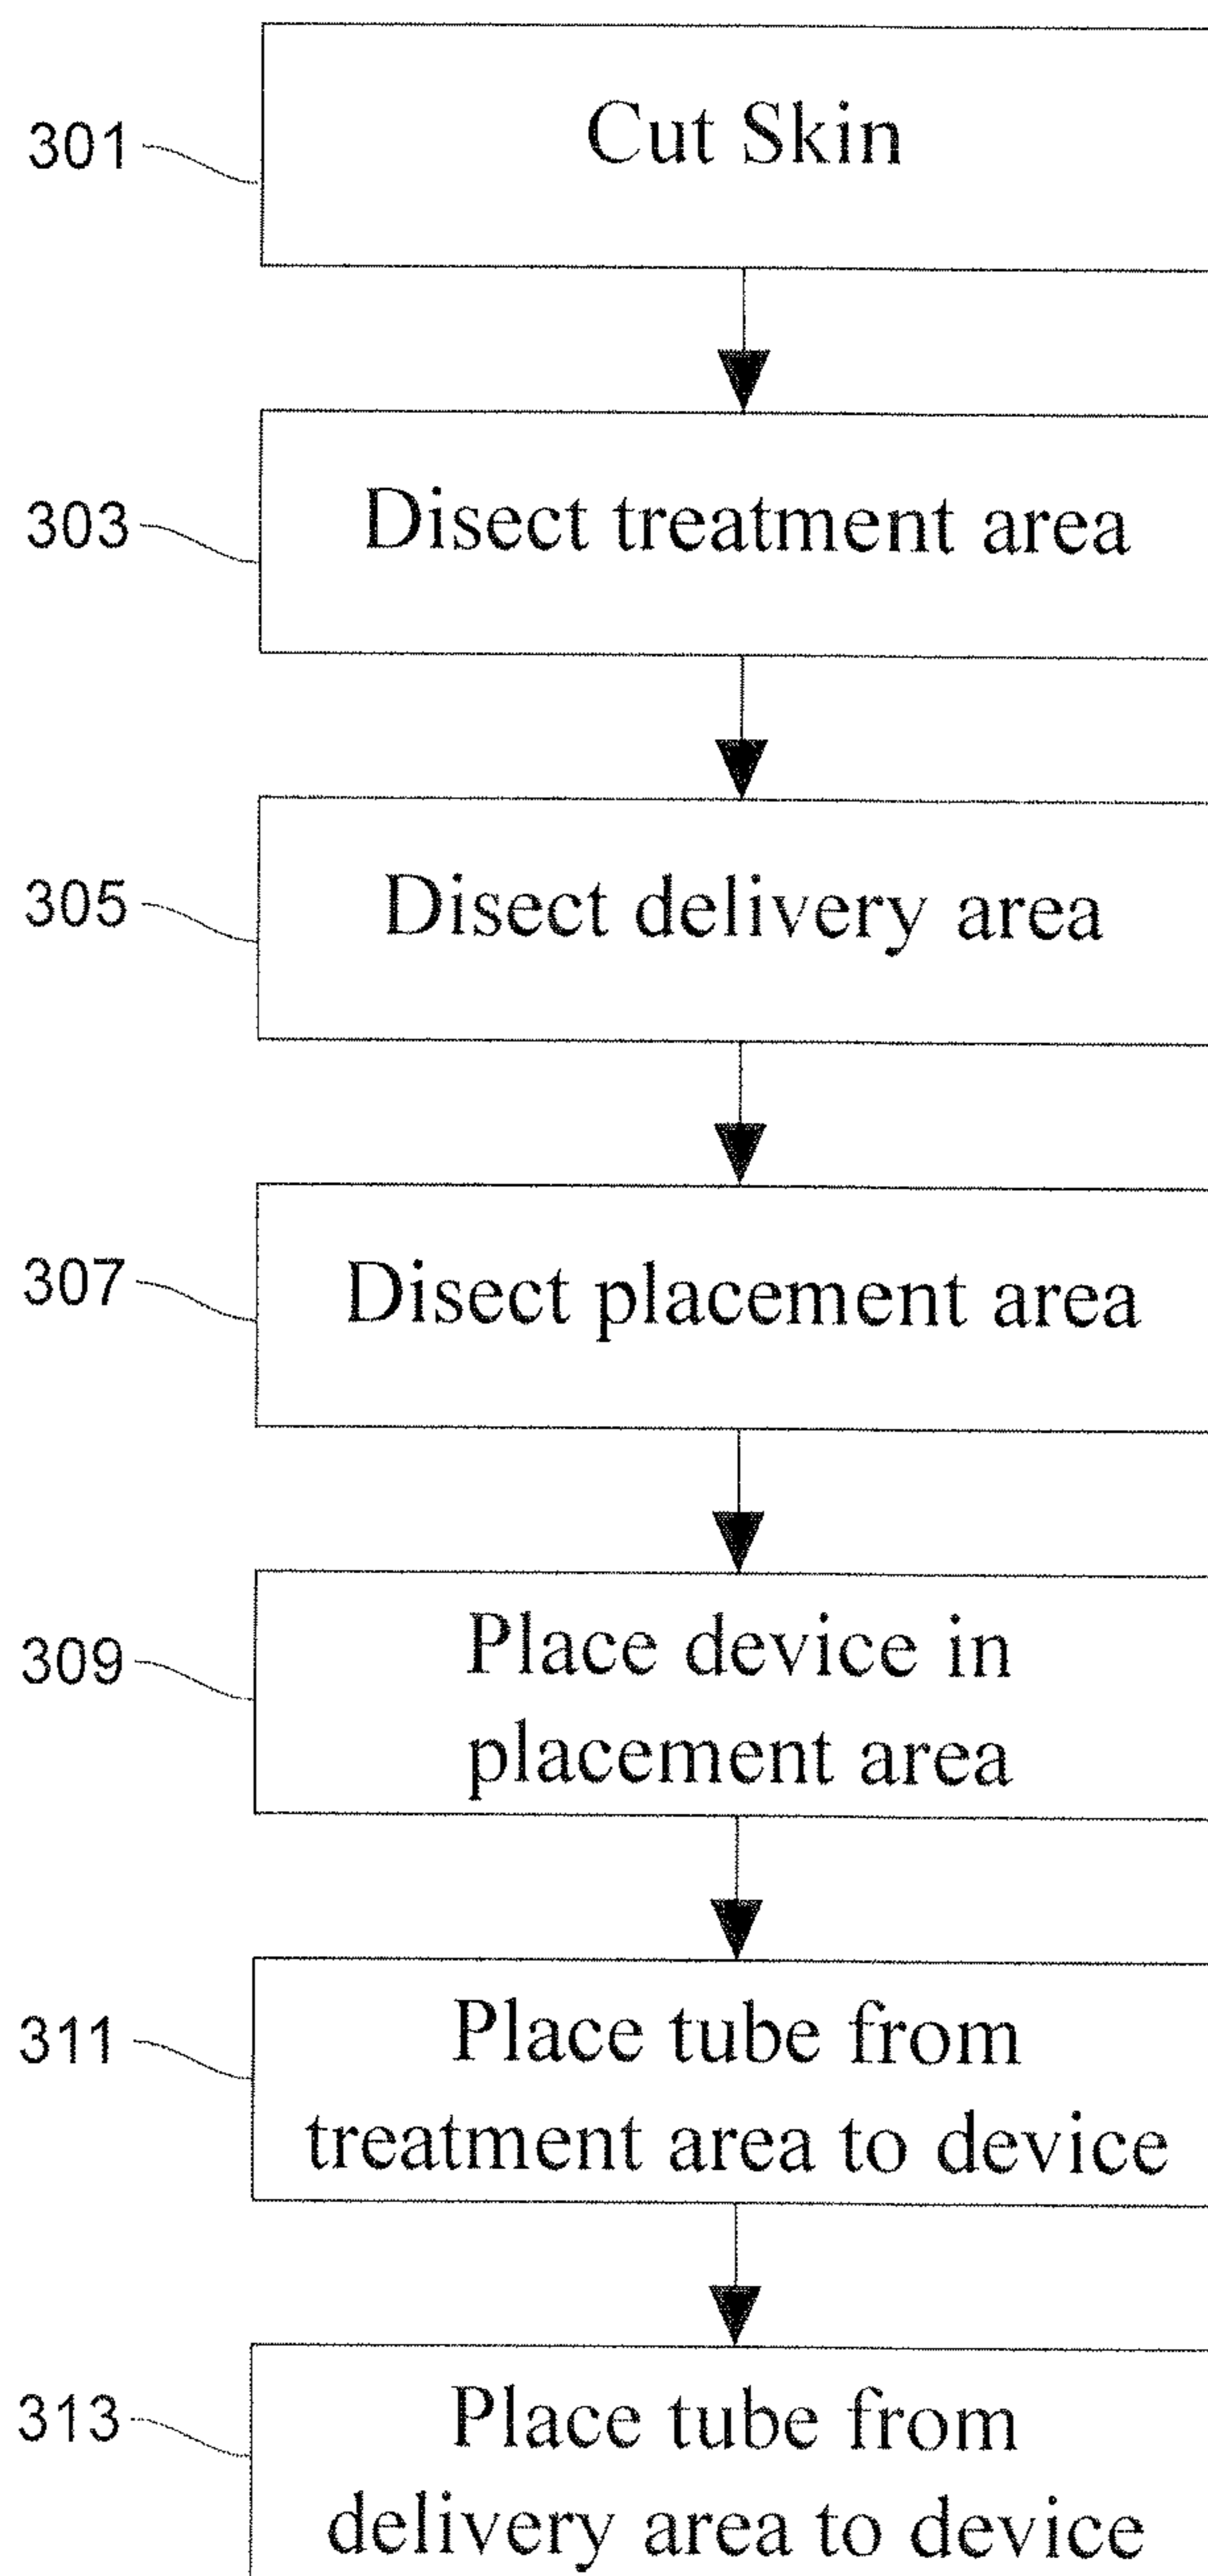 Cut Skin
301
Disect treatment area
303
Disect delivery area
305
Disect placement area
307
Place device in
placement area
309
Place tube from
treatment area to device
311
Place tube from
delivery area to device
313